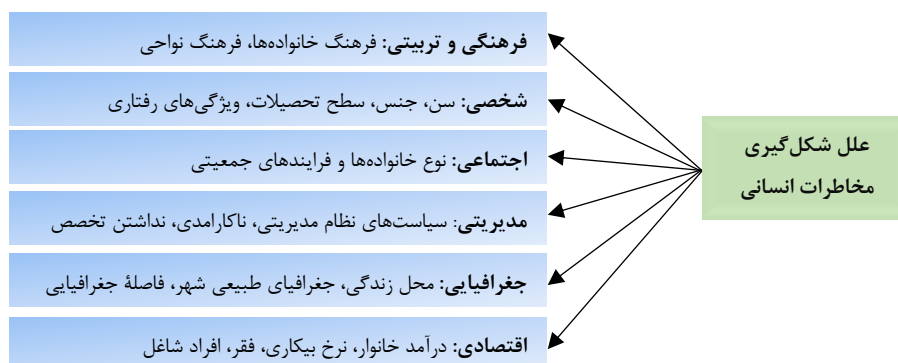 علل شکل‌گیری
مخاطرات انسانی
فرهنگی و تربیتی: فرهنگ خانواده‌ها، فرهنگ نواحی
شخصی: سن، جنس، سطح تحصیلات، ویژگی‌های رفتاری
اجتماعی: نوع خانواده‌ها و فرایندهای جمعیتی
مدیریتی: سیاست‌های نظام مدیریتی، ناکارامدی، نداشتن تخصص
جغرافیایی: محل زندگی، جغرافیای طبیعی شهر، فاصلۀ جغرافیایی
اقتصادی: درآمد خانوار، نرخ بیکاری، فقر، افراد شاغل